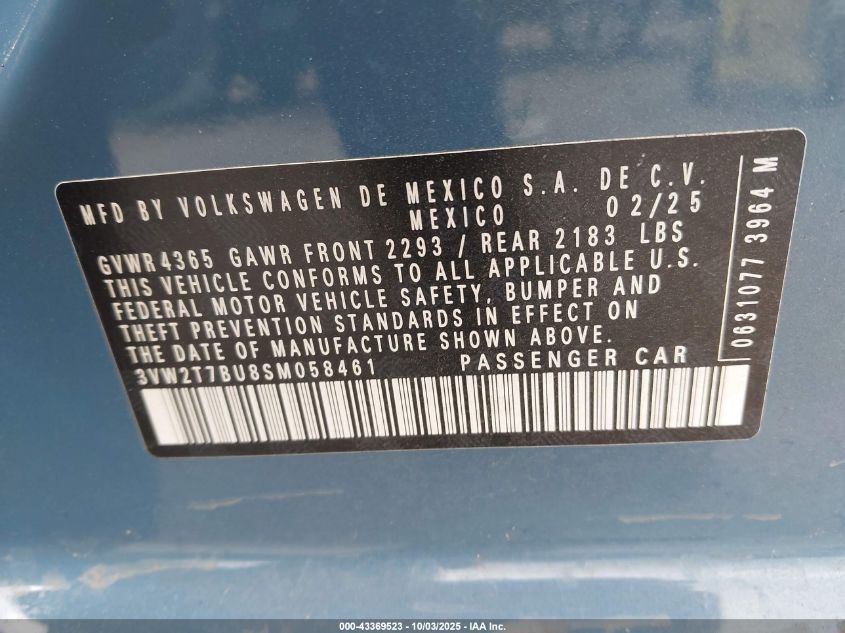 MFD BY VOLKSWAGEN DE MEXICO S.A. DE C.V.
MEXICO 02/25
GVWR 4365 GAWR FRONT 2293 / REAR 2183 LBS
THIS VEHICLE CONFORMS TO ALL APPLICABLE U.S.
FEDERAL MOTOR VEHICLE SAFETY, BUMPER AND
THEFT PREVENTION STANDARDS IN EFFECT ON
THE DATE OF MANUFACTURE SHOWN ABOVE.
3VW2T7BU8SM058461 PASSENGER CAR
0631077 3964 M
000-43369523 - 10/03/2025 - IAA Inc.